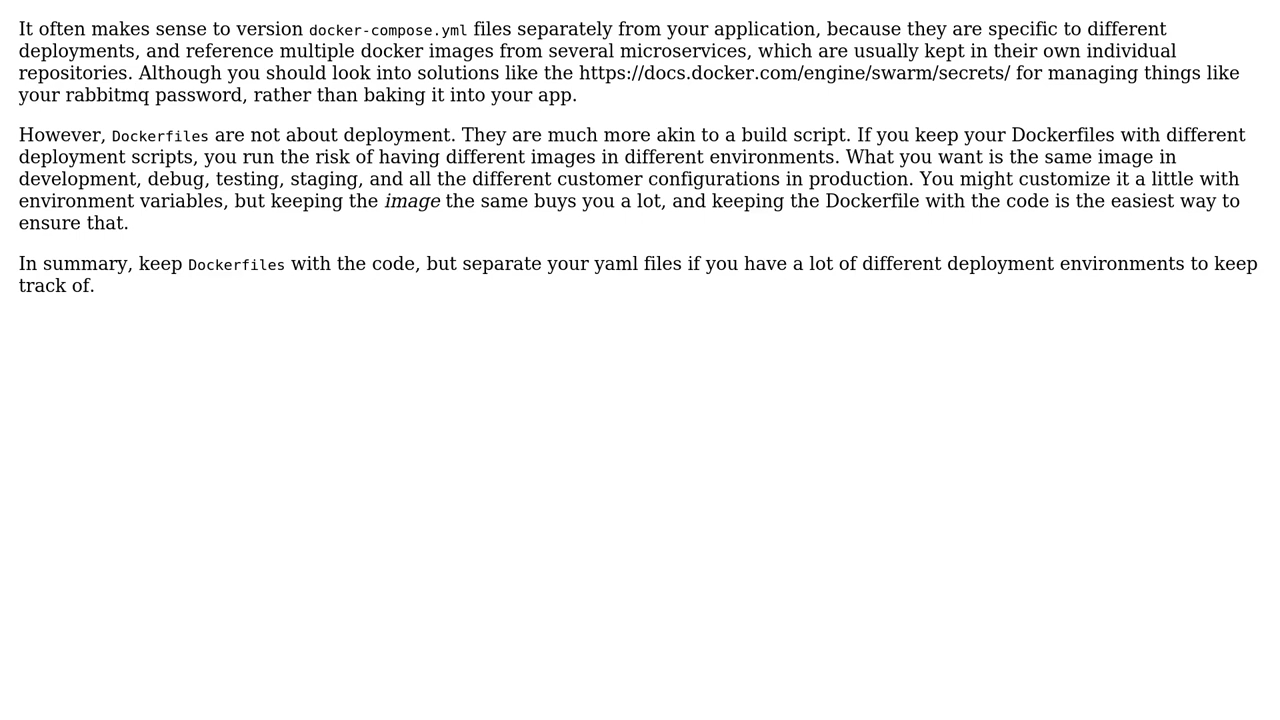 It often makes sense to version docker-compose.yml files separately from your application, because they are specific to different
deployments, and reference multiple docker images from several microservices, which are usually kept in their own individual
repositories. Although you should look into solutions like the https://docs.docker.com/engine/swarm/secrets/ for managing things like
your rabbitmq password, rather than baking it into your app.
However, Dockerfiles are not about deployment. They are much more akin to a build script. If you keep your Dockerfiles with different
deployment scripts, you run the risk of having different images in different environments. What you want is the same image in
development, debug, testing, staging, and all the different customer configurations in production. You might customize it a little with
environment variables, but keeping the image the same buys you a lot, and keeping the Dockerfile with the code is the easiest way to
ensure that.
In summary, keep Dockerfiles with the code, but separate your yaml files if you have a lot of different deployment environments to keep
track of.